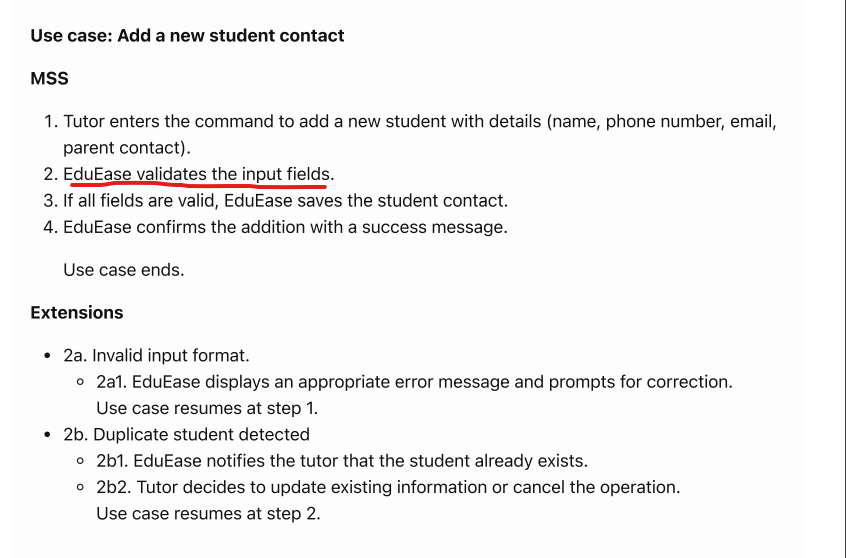 Use case: Add a new student contact
MSS
1. Tutor enters the command to add a new student with details (name, phone number, email,
parent contact).
2. EduEase validates the input fields.
3. If all fields are valid, EduEase saves the student contact.
4. EduEase confirms the addition with a success message.
Use case ends.
Extensions
• 2a. Invalid input format.
○ 2a1. EduEase displays an appropriate error message and prompts for correction.
Use case resumes at step 1.
• 2b. Duplicate student detected
○ 2b1. EduEase notifies the tutor that the student already exists.
○ 2b2. Tutor decides to update existing information or cancel the operation.
Use case resumes at step 2.